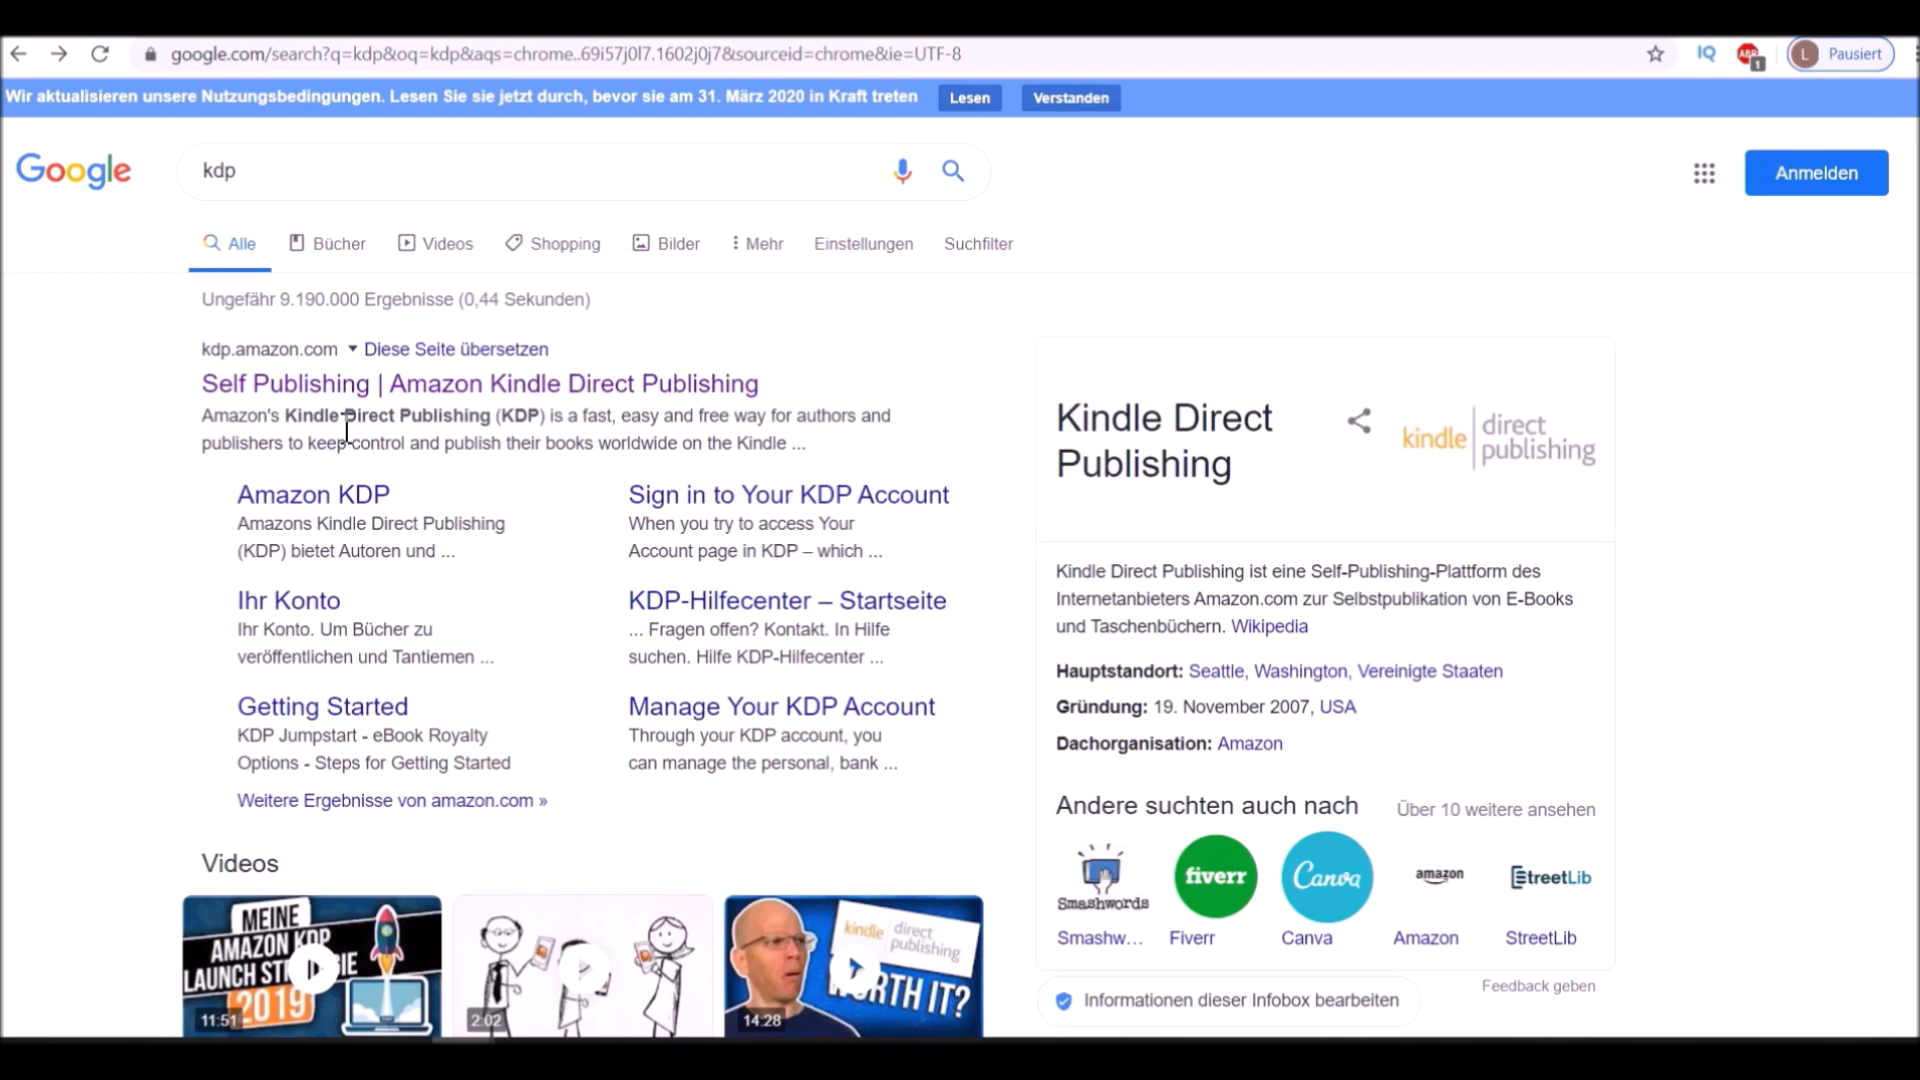 google.com/search?q=kdp&oq=kdp&aqs=chrome..69i57j0l7.1602j0j7&sourceid=chrome&ie=UTF-8
IQ
ABP
1
L
Pausiert
Wir aktualisieren unsere Nutzungsbedingungen. Lesen Sie sie jetzt durch, bevor sie am 31. März 2020 in Kraft treten
Lesen
Verstanden
Google
kdp
Anmelden
Alle
Bücher
Videos
Shopping
Bilder
Mehr
Einstellungen
Suchfilter
Ungefähr 9.190.000 Ergebnisse (0,44 Sekunden)
kdp.amazon.com
Diese Seite übersetzen
Self Publishing | Amazon Kindle Direct Publishing
Amazon's Kindle Direct Publishing (KDP) is a fast, easy and free way for authors and
publishers to keep control and publish their books worldwide on the Kindle ...
Amazon KDP
Amazons Kindle Direct Publishing
(KDP) bietet Autoren und ...
Sign in to Your KDP Account
When you try to access Your
Account page in KDP – which ...
Ihr Konto
Ihr Konto. Um Bücher zu
veröffentlichen und Tantiemen ...
KDP-Hilfecenter – Startseite
... Fragen offen? Kontakt. In Hilfe
suchen. Hilfe KDP-Hilfecenter ...
Getting Started
KDP Jumpstart - eBook Royalty
Options - Steps for Getting Started
Manage Your KDP Account
Through your KDP account, you
can manage the personal, bank ...
Weitere Ergebnisse von amazon.com »
Videos
MEINE
AMAZON KDP
LAUNCH
2019
11:51
2:02
kindle direct
publishing
WORTH IT?
14:28
Kindle Direct
Publishing
kindle direct
publishing
Kindle Direct Publishing ist eine Self-Publishing-Plattform des
Internetanbieters Amazon.com zur Selbstpublikation von E-Books
und Taschenbüchern. Wikipedia
Hauptstandort: Seattle, Washington, Vereinigte Staaten
Gründung: 19. November 2007, USA
Dachorganisation: Amazon
Andere suchten auch nach
Über 10 weitere ansehen
Smashwords
fiverr
Canva
amazon
StreetLib
Smashw...
Fiverr
Canva
Amazon
StreetLib
Feedback geben
Informationen dieser Infobox bearbeiten